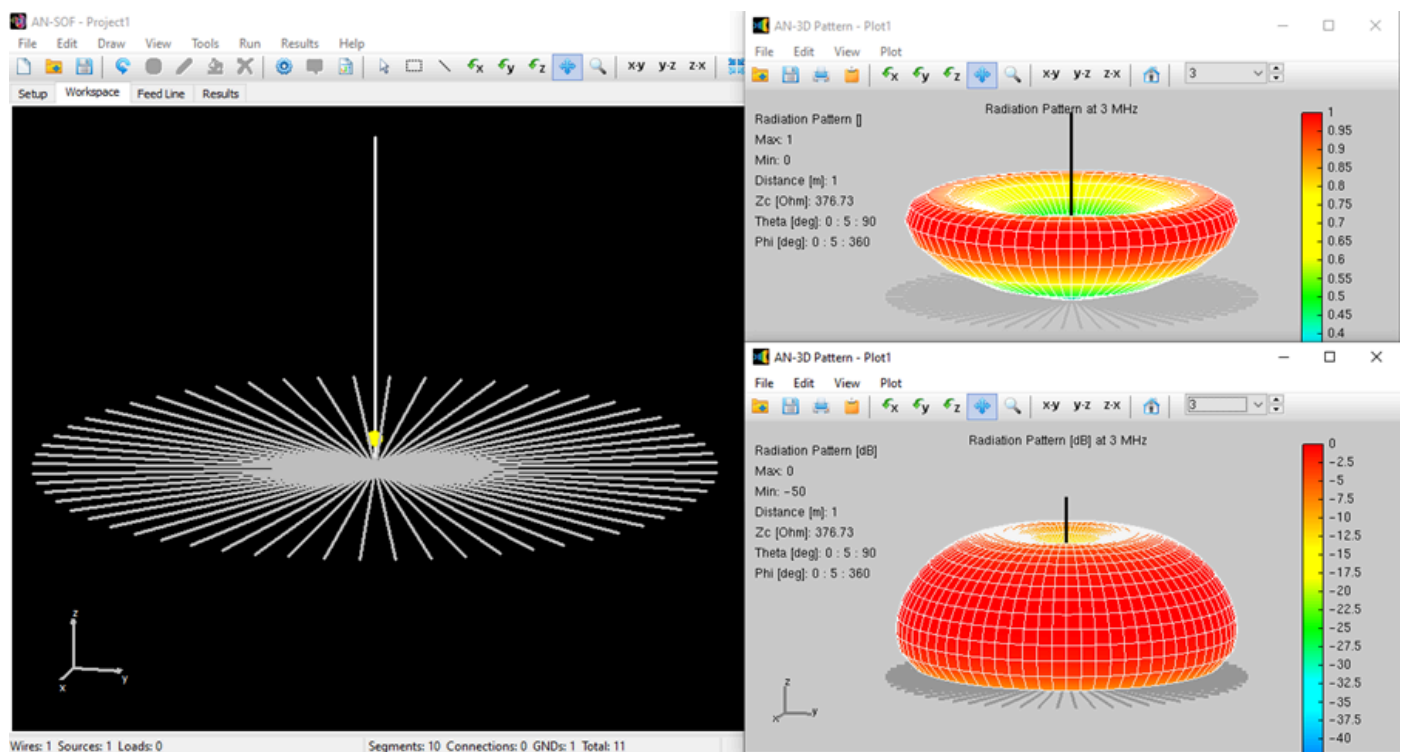 AN-SOF - Project1
File Edit Draw View Tools Run Results Help
x y z x-y y-z z-x
Setup Workspace Feed Line Results
z
x y
Wires: 1 Sources: 1 Loads: 0 Segments: 10 Connections: 0 GNDs: 1 Total: 11
AN-3D Pattern - Plot1
File Edit View Plot
x y z x-y y-z z-x 3
Radiation Pattern at 3 MHz
Radiation Pattern []
Max: 1
Min: 0
Distance [m]: 1
Zc [Ohm]: 376.73
Theta [deg]: 0 : 5 : 90
Phi [deg]: 0 : 5 : 360
1
0.95
0.9
0.85
0.8
0.75
0.7
0.65
0.6
0.55
0.5
0.45
0.4
AN-3D Pattern - Plot1
File Edit View Plot
x y z x-y y-z z-x 3
Radiation Pattern [dB] at 3 MHz
Radiation Pattern [dB]
Max: 0
Min: -50
Distance [m]: 1
Zc [Ohm]: 376.73
Theta [deg]: 0 : 5 : 90
Phi [deg]: 0 : 5 : 360
z
x y
0
-2.5
-5
-7.5
-10
-12.5
-15
-17.5
-20
-22.5
-25
-27.5
-30
-32.5
-35
-37.5
-40